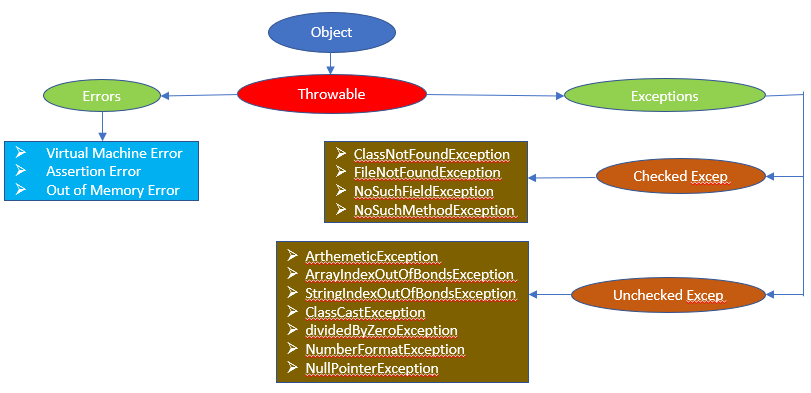 Object
Errors
Throwable
Exceptions
Virtual Machine Error
Assertion Error
Out of Memory Error
ClassNotFoundException
FileNotFoundException
NoSuchFieldException
NoSuchMethodException
Checked Excep
ArthemeticException
ArrayIndexOutOfBondsException
StringIndexOutOfBondsException
ClassCastException
dividedByZeroException
NumberFormatException
NullPointerException
Unchecked Excep